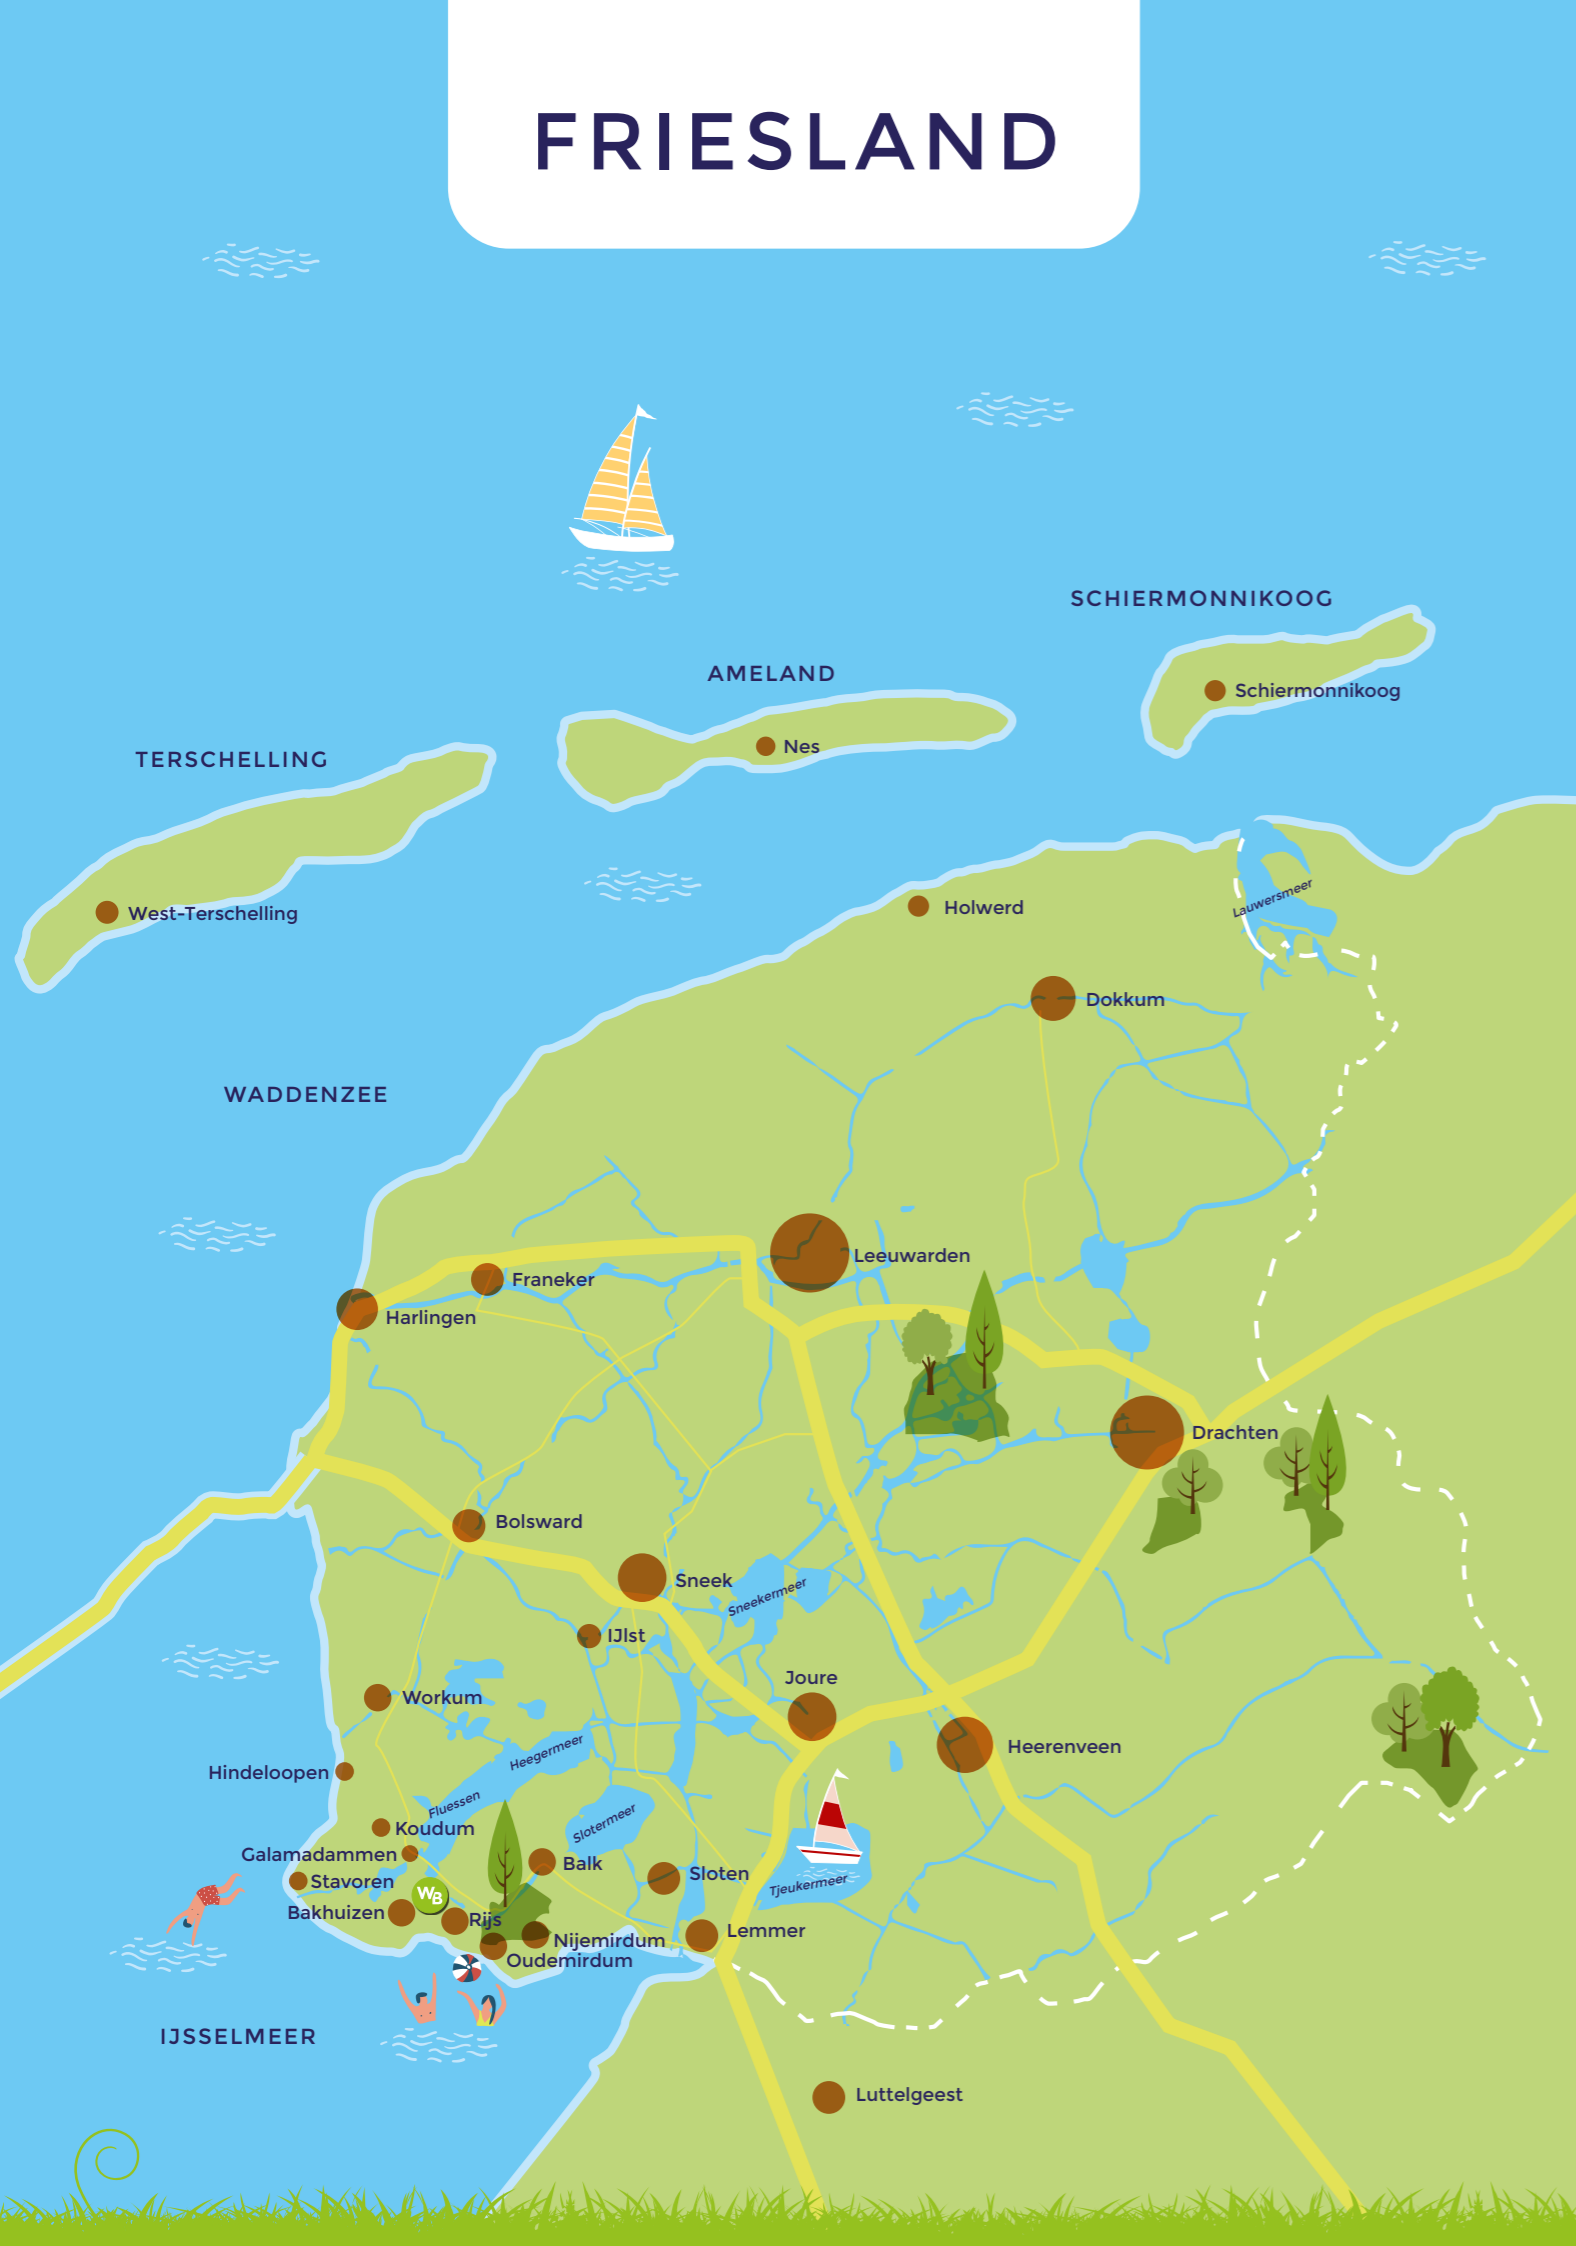 FRIESLAND
SCHIERMONNIKOOG
AMELAND
Schiermonnikoog
Nes
TERSCHELLING
West-Terschelling
Holwerd
Lauwersmeer
Dokkum
WADDENZEE
Leeuwarden
Franeker
Harlingen
Drachten
Bolsward
Sneek
Sneekermeer
IJlst
Joure
Workum
Heerenveen
Heegermeer
Hindeloopen
Fluessen
Koudum
Slotermeer
Galamadammen
Balk
Stavoren
Sloten
Tjeukermeer
WB
Bakhuizen
Rijs
Lemmer
Nijemirdum
Oudemirdum
IJSSELMEER
Luttelgeest